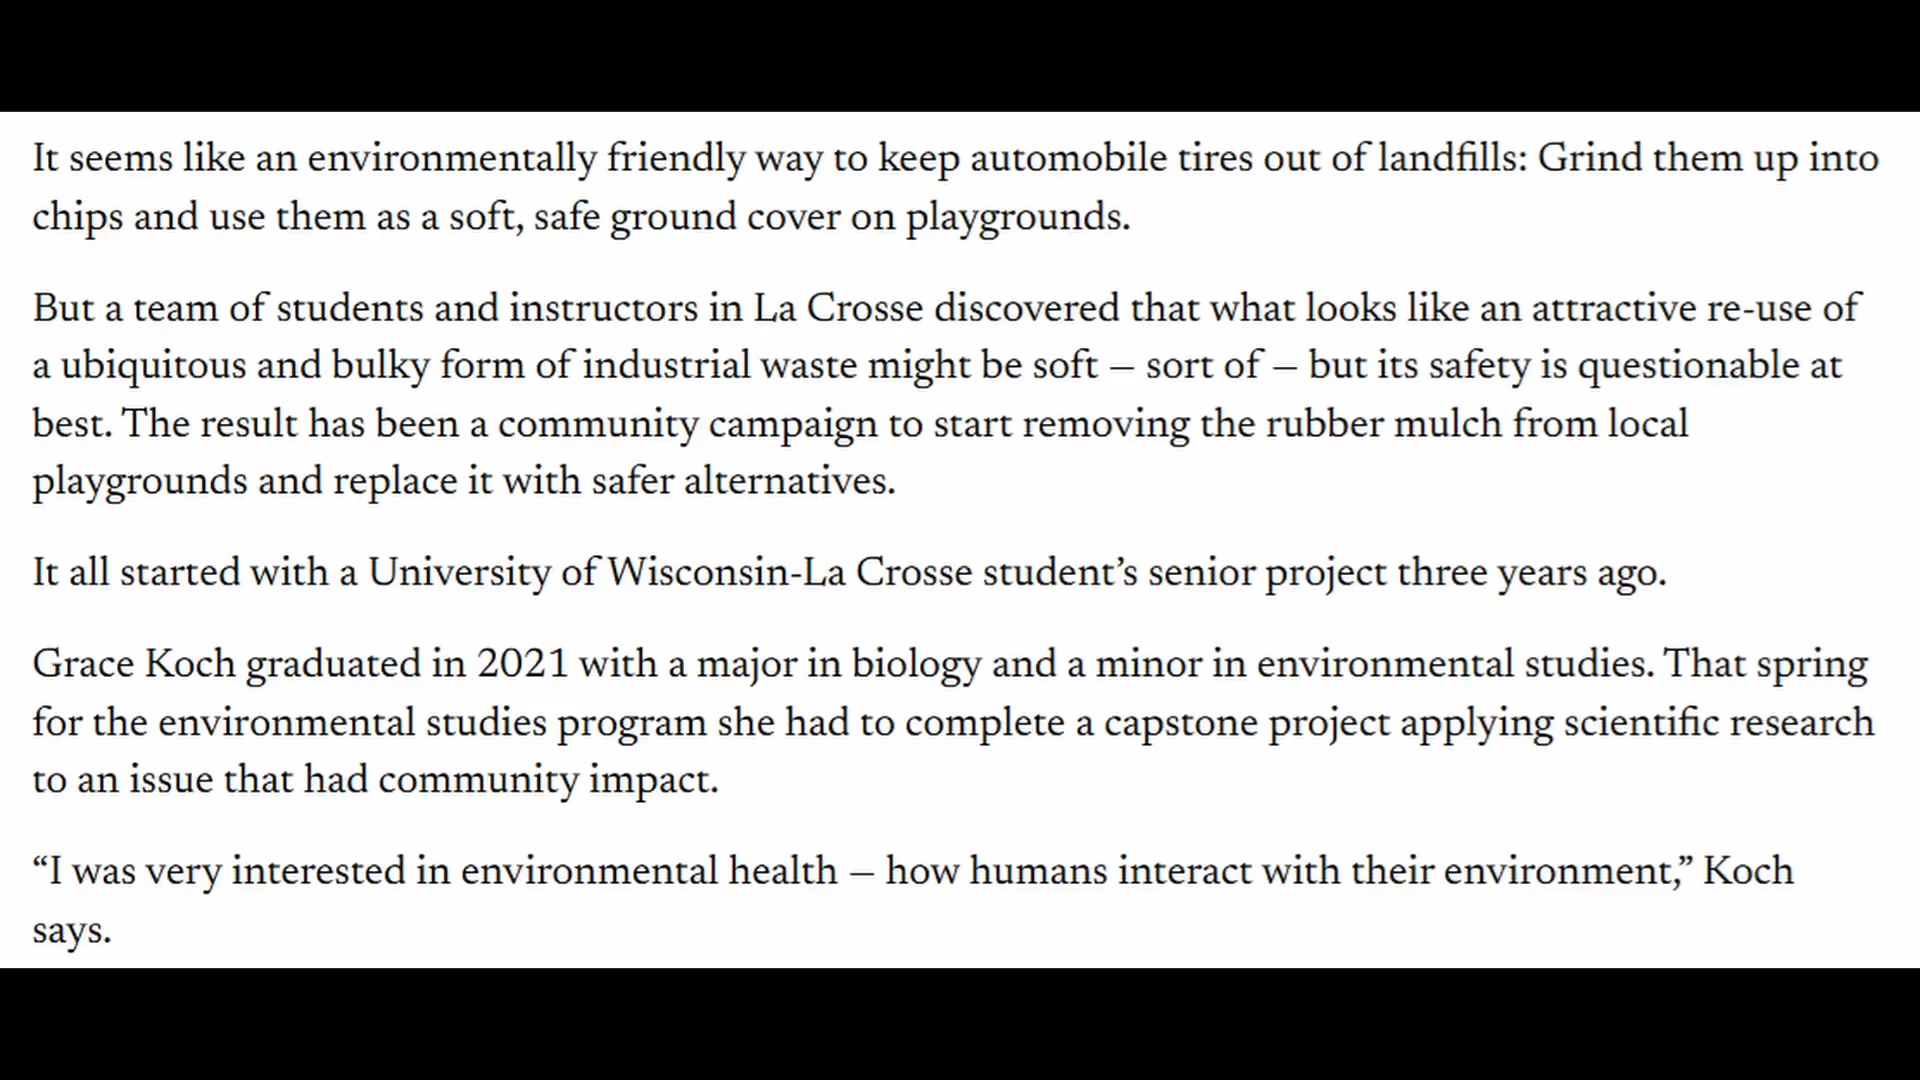 It seems like an environmentally friendly way to keep automobile tires out of landfills: Grind them up into
chips and use them as a soft, safe ground cover on playgrounds.
But a team of students and instructors in La Crosse discovered that what looks like an attractive re-use of
a ubiquitous and bulky form of industrial waste might be soft – sort of – but its safety is questionable at
best. The result has been a community campaign to start removing the rubber mulch from local
playgrounds and replace it with safer alternatives.
It all started with a University of Wisconsin-La Crosse student’s senior project three years ago.
Grace Koch graduated in 2021 with a major in biology and a minor in environmental studies. That spring
for the environmental studies program she had to complete a capstone project applying scientific research
to an issue that had community impact.
“I was very interested in environmental health – how humans interact with their environment,” Koch
says.